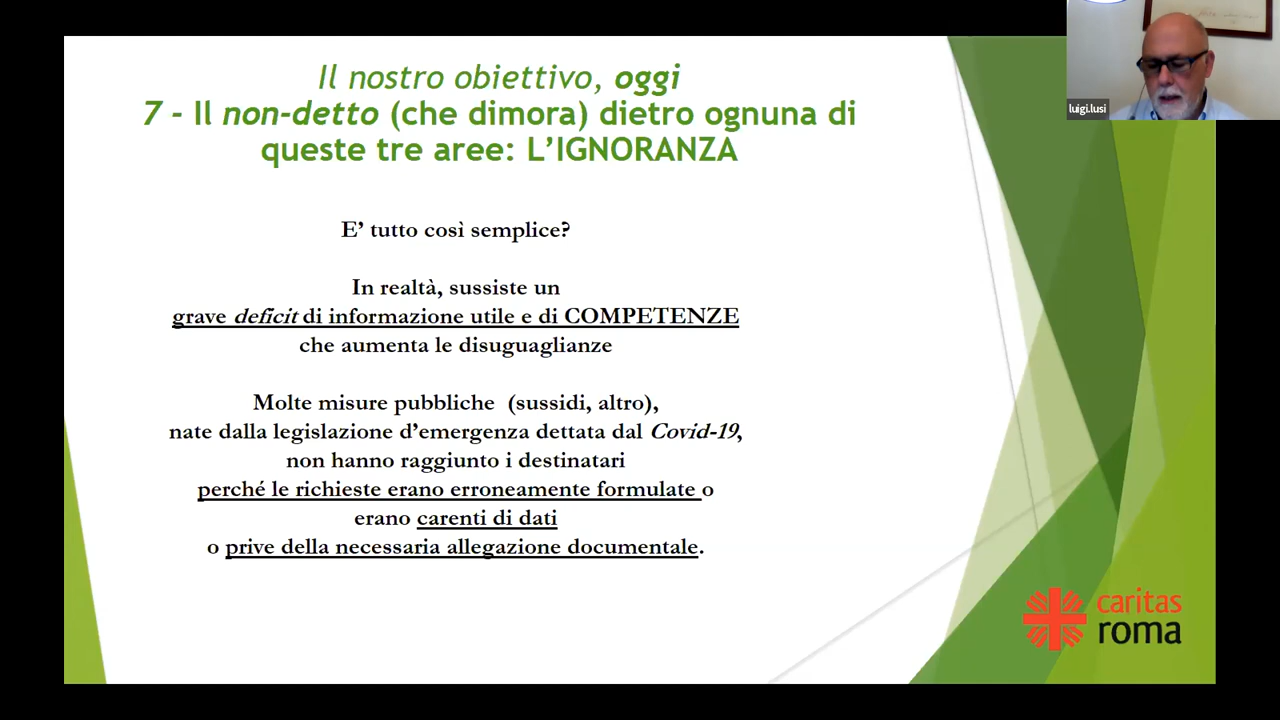 Il nostro obiettivo, oggi
7 - Il non-detto (che dimora) dietro ognuna di
queste tre aree: L’IGNORANZA
luigi.lusi
E’ tutto così semplice?
In realtà, sussiste un
grave deficit di informazione utile e di COMPETENZE
che aumenta le disuguaglianze
Molte misure pubbliche (sussidi, altro),
nate dalla legislazione d’emergenza dettata dal Covid-19,
non hanno raggiunto i destinatari
perché le richieste erano erroneamente formulate o
erano carenti di dati
o prive della necessaria allegazione documentale.
caritas
roma